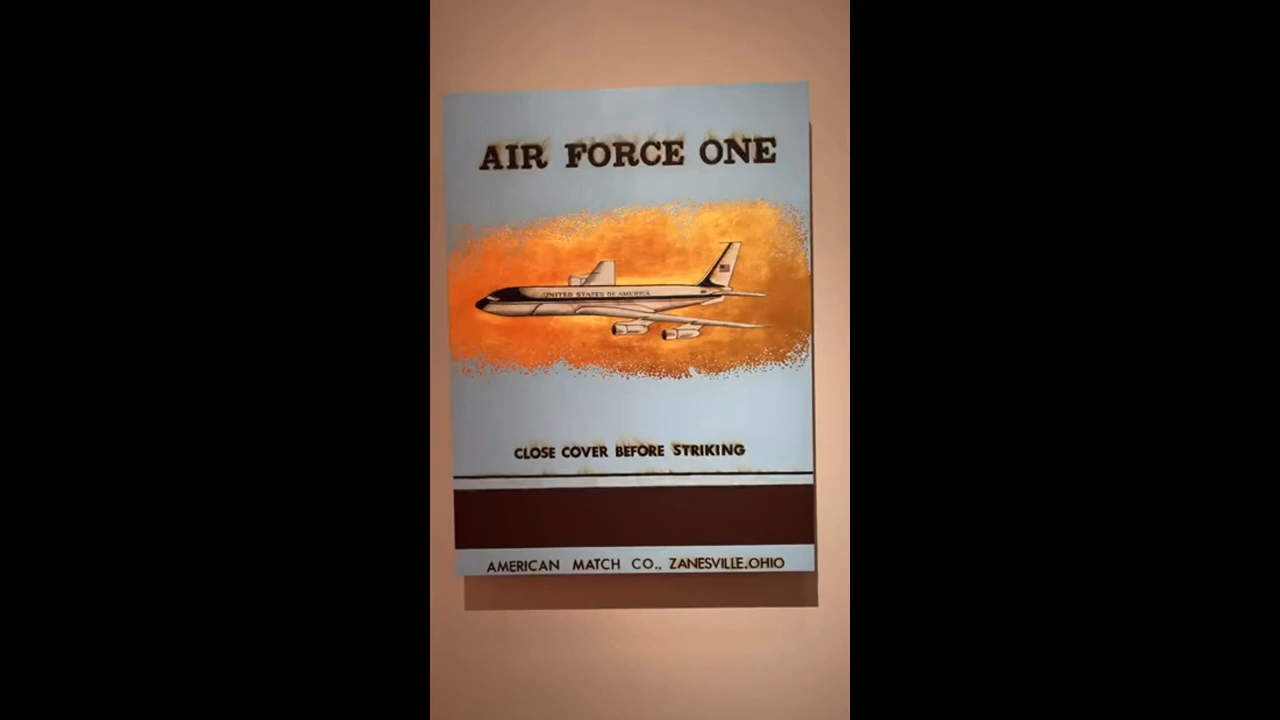 AIR FORCE ONE
UNITED STATES OF AMERICA
CLOSE COVER BEFORE STRIKING
AMERICAN MATCH CO., ZANESVILLE, OHIO